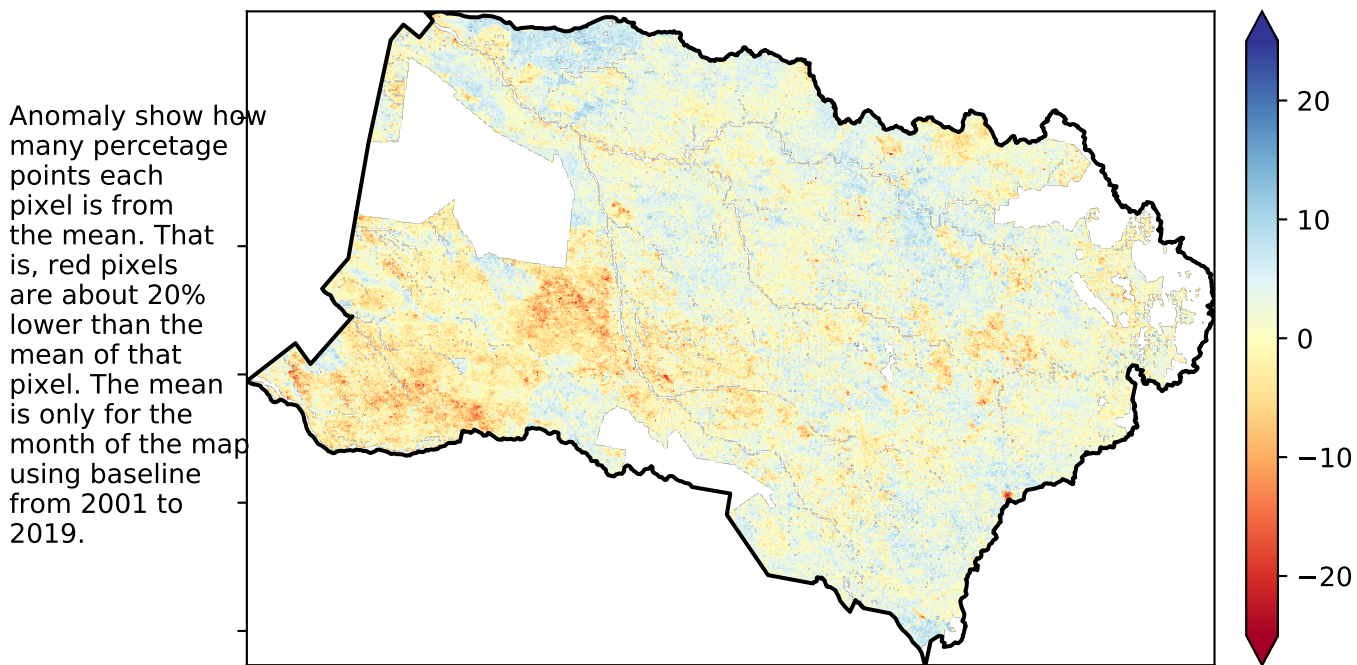 Anomaly show how
many percetage
points each
pixel is from
the mean. That
is, red pixels
are about 20%
lower than the
mean of that
pixel. The mean
is only for the
month of the map
using baseline
from 2001 to
2019.
20
10
0
−10
−20